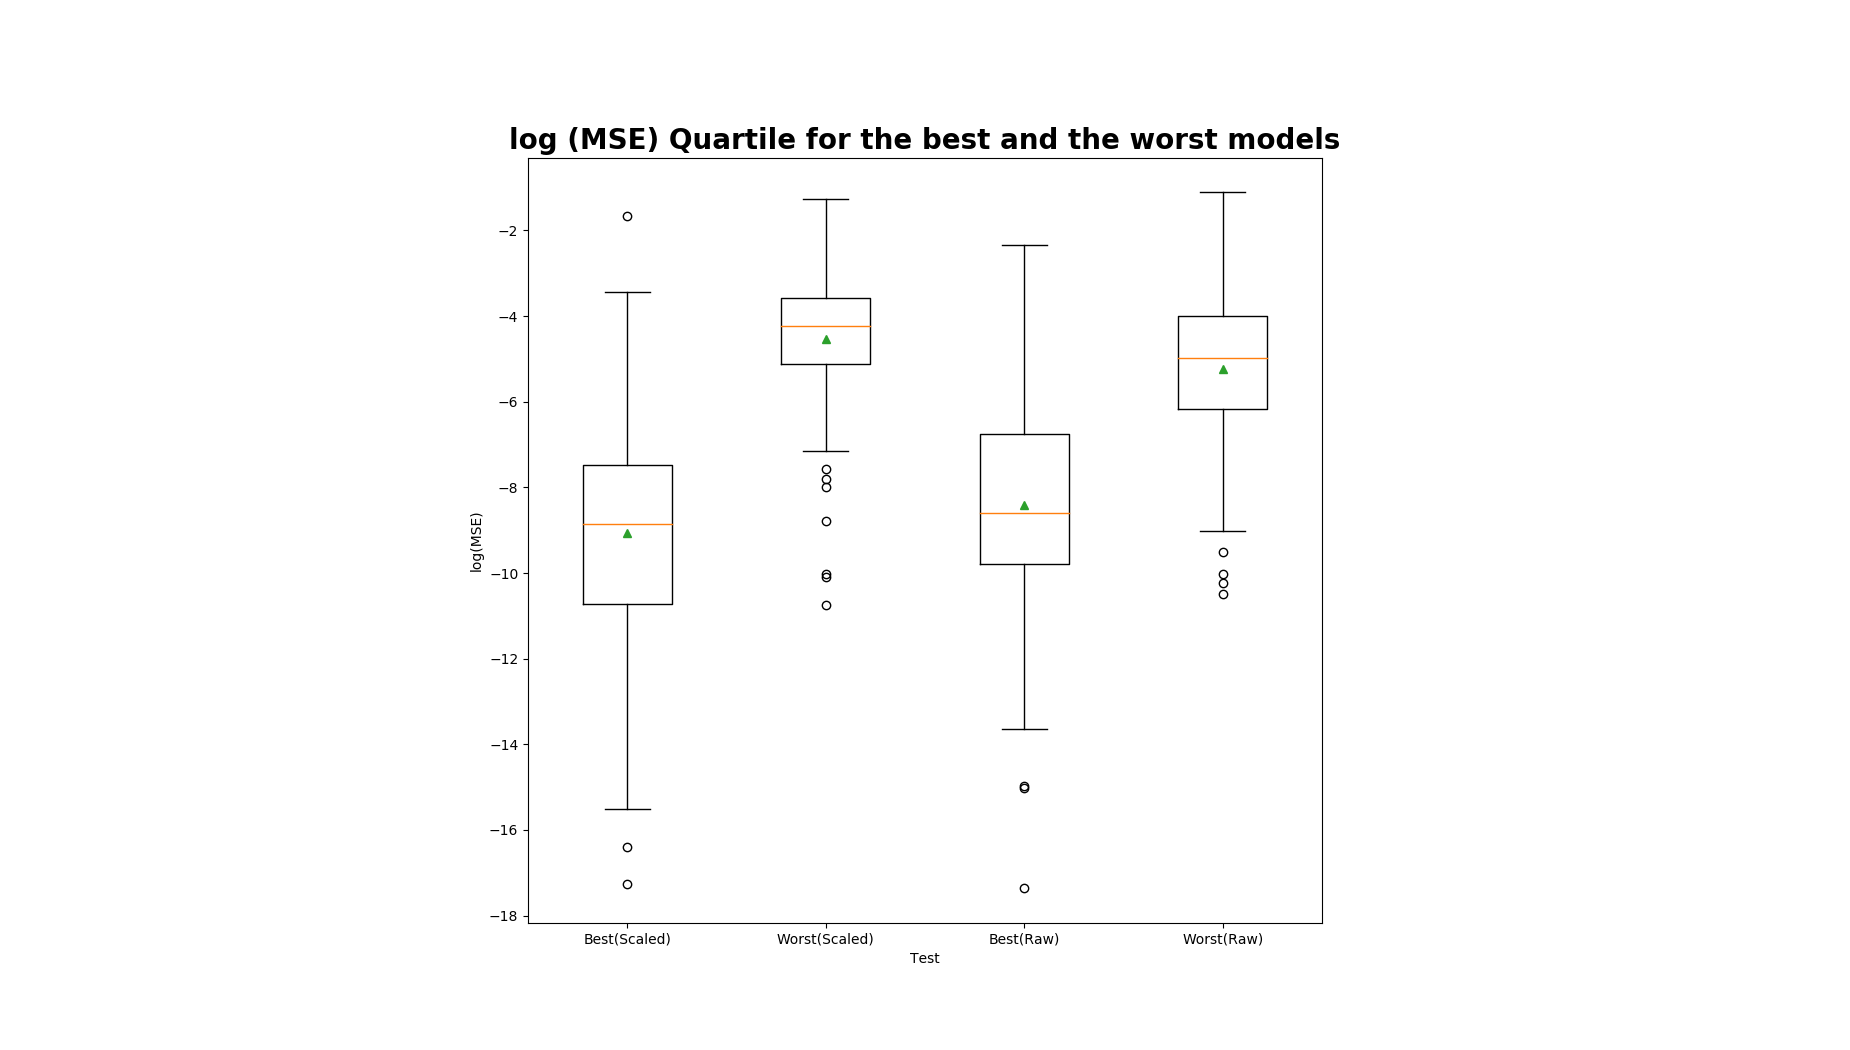 log (MSE) Quartile for the best and the worst models
−2
−4
−6
−8
−10
−12
−14
−16
−18
log(MSE)
Best(Scaled)
Worst(Scaled)
Best(Raw)
Worst(Raw)
Test